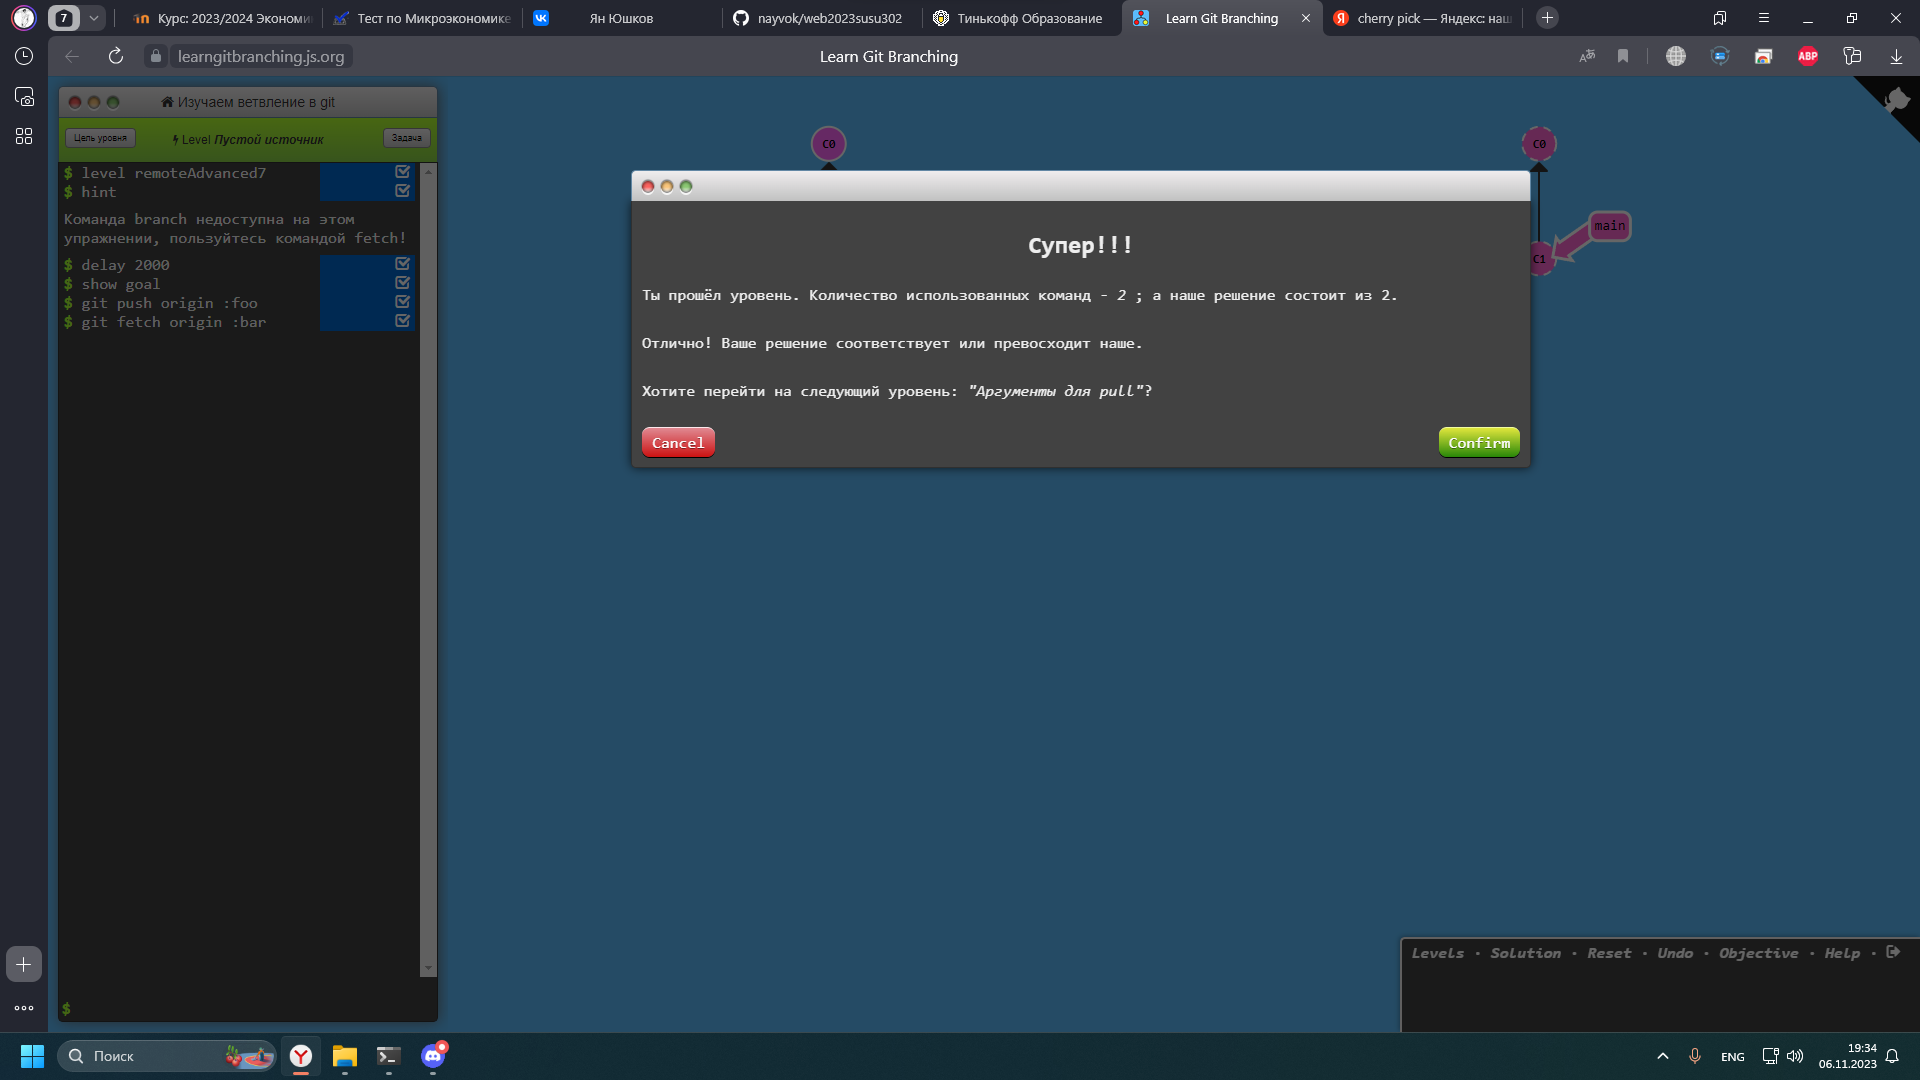 7
Курс: 2023/2024 Экономи
Тест по Микроэкономике
Ян Юшков
nayvok/web2023susu302
Тинькофф Образование
Learn Git Branching
cherry pick — Яндекс: наш
learngitbranching.js.org
Learn Git Branching
ABP
Изучаем ветвление в git
Цель уровня
Level Пустой источник
Задача
$ level remoteAdvanced7
$ hint
Команда branch недоступна на этом
упражнении, пользуйтесь командой fetch!
$ delay 2000
$ show goal
$ git push origin :foo
$ git fetch origin :bar
$
C0
C0
main
C1
Супер!!!
Ты прошёл уровень. Количество использованных команд - 2 ; а наше решение состоит из 2.
Отлично! Ваше решение соответствует или превосходит наше.
Хотите перейти на следующий уровень: "Аргументы для pull"?
Cancel
Confirm
Levels · Solution · Reset · Undo · Objective · Help ·
Поиск
ENG
19:34
06.11.2023